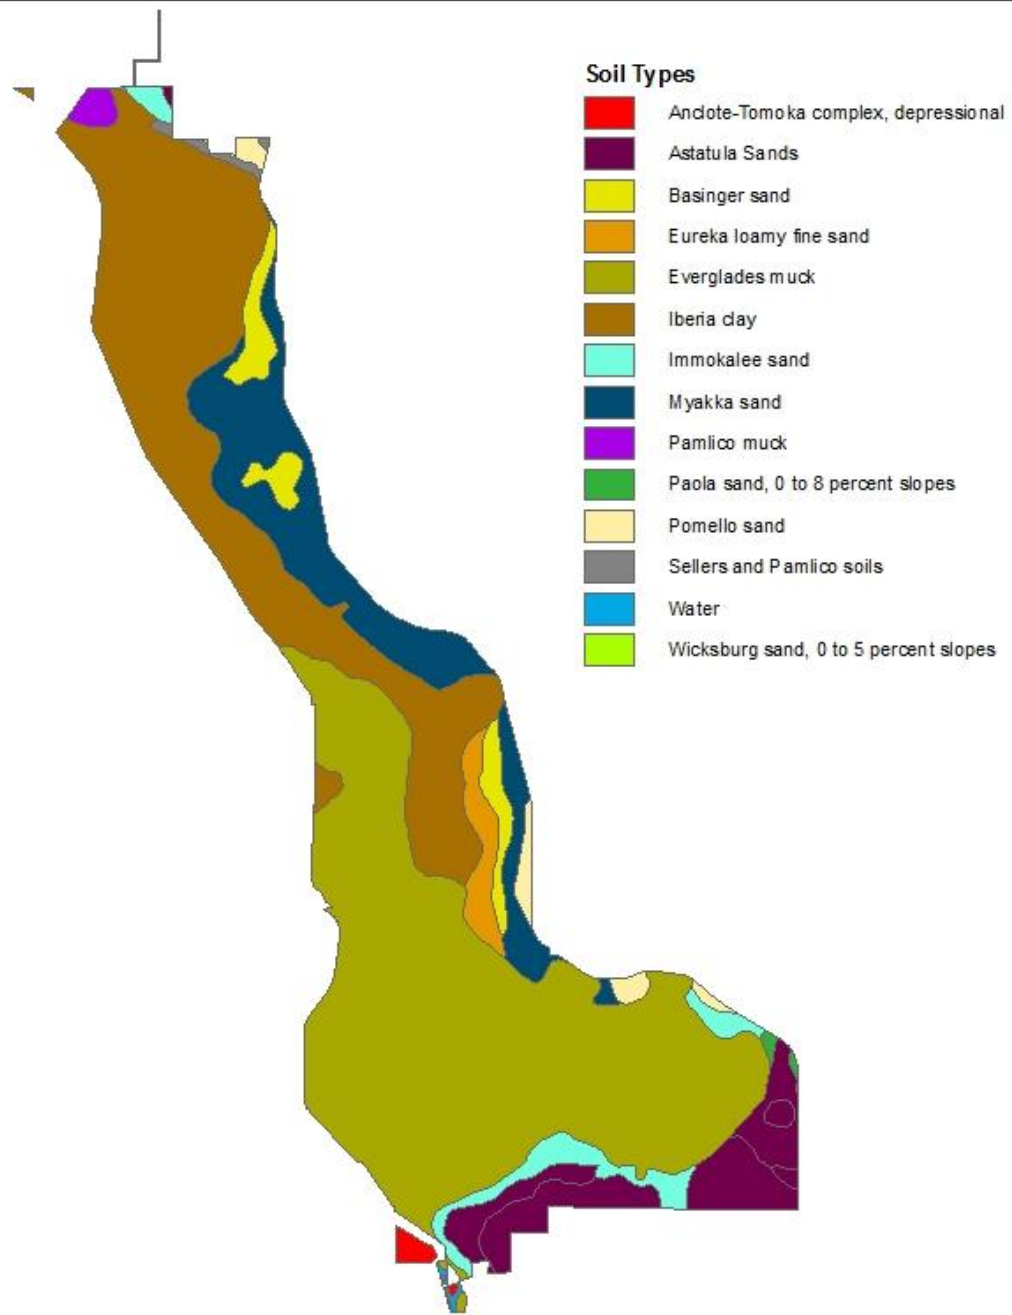 Soil Types
Anclote-Tomoka complex, depressional
Astatula Sands
Basinger sand
Eureka loamy fine sand
Everglades muck
Iberia clay
Immokalee sand
Myakka sand
Pamlico muck
Paola sand, 0 to 8 percent slopes
Pomello sand
Sellers and Pamlico soils
Water
Wicksburg sand, 0 to 5 percent slopes